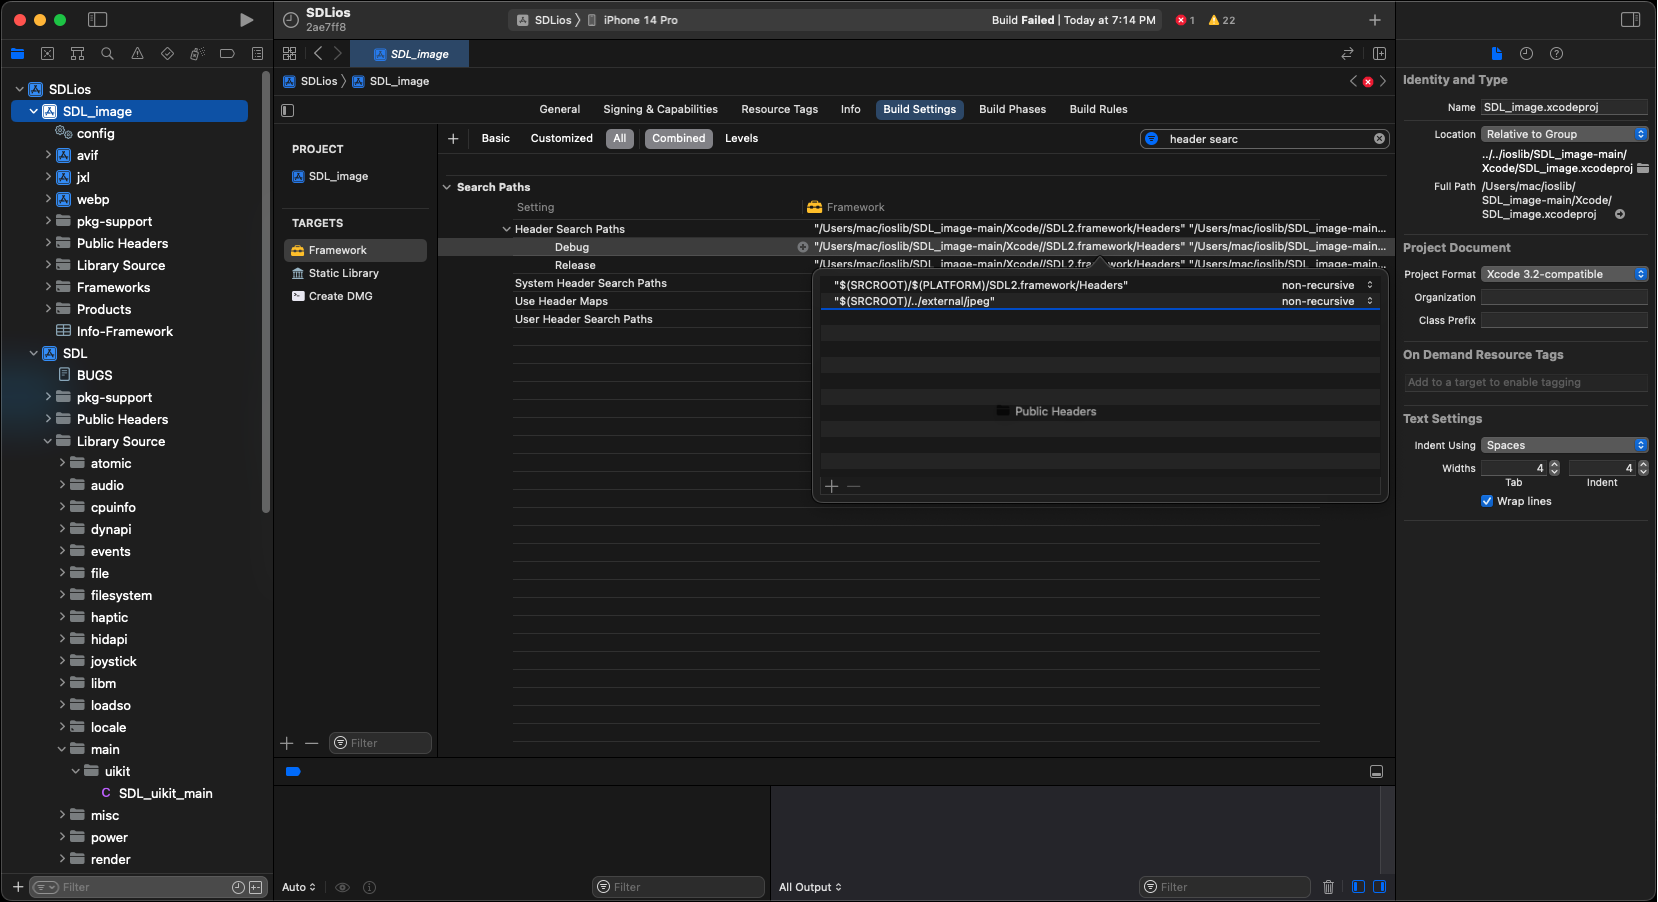 SDLios
2ae7ff8
SDLios
iPhone 14 Pro
Build Failed | Today at 7:14 PM
1
22
SDL_image
SDLios
SDL_image
General
Signing & Capabilities
Resource Tags
Info
Build Settings
Build Phases
Build Rules
Basic
Customized
All
Combined
Levels
header searc
SDLios
SDL_image
config
avif
jxl
webp
pkg-support
Public Headers
Library Source
Frameworks
Products
Info-Framework
SDL
BUGS
pkg-support
Public Headers
Library Source
atomic
audio
cpuinfo
dynapi
events
file
filesystem
haptic
hidapi
joystick
libm
loadso
locale
main
uikit
SDL_uikit_main
misc
power
render
Filter
PROJECT
SDL_image
TARGETS
Framework
Static Library
Create DMG
Filter
Search Paths
Setting
Framework
Header Search Paths
"/Users/mac/ioslib/SDL_image-main/Xcode//SDL2.framework/Headers" "/Users/mac/ioslib/SDL_image-main...
Debug
"/Users/mac/ioslib/SDL_image-main/Xcode//SDL2.framework/Headers" "/Users/mac/ioslib/SDL_image-main...
Release
"/Users/mac/ioslib/SDL_image-main/Xcode//SDL2.framework/Headers" "/Users/mac/ioslib/SDL_image-main...
System Header Search Paths
Use Header Maps
User Header Search Paths
"$(SRCROOT)/$(PLATFORM)/SDL2.framework/Headers"
non-recursive
"$(SRCROOT)/../external/jpeg"
non-recursive
Public Headers
Auto
Filter
All Output
Filter
Identity and Type
Name
SDL_image.xcodeproj
Location
Relative to Group
../../ioslib/SDL_image-main/
Xcode/SDL_image.xcodeproj
Full Path
/Users/mac/ioslib/
SDL_image-main/Xcode/
SDL_image.xcodeproj
Project Document
Project Format
Xcode 3.2-compatible
Organization
Class Prefix
On Demand Resource Tags
Add to a target to enable tagging
Text Settings
Indent Using
Spaces
Widths
4
4
Tab
Indent
Wrap lines